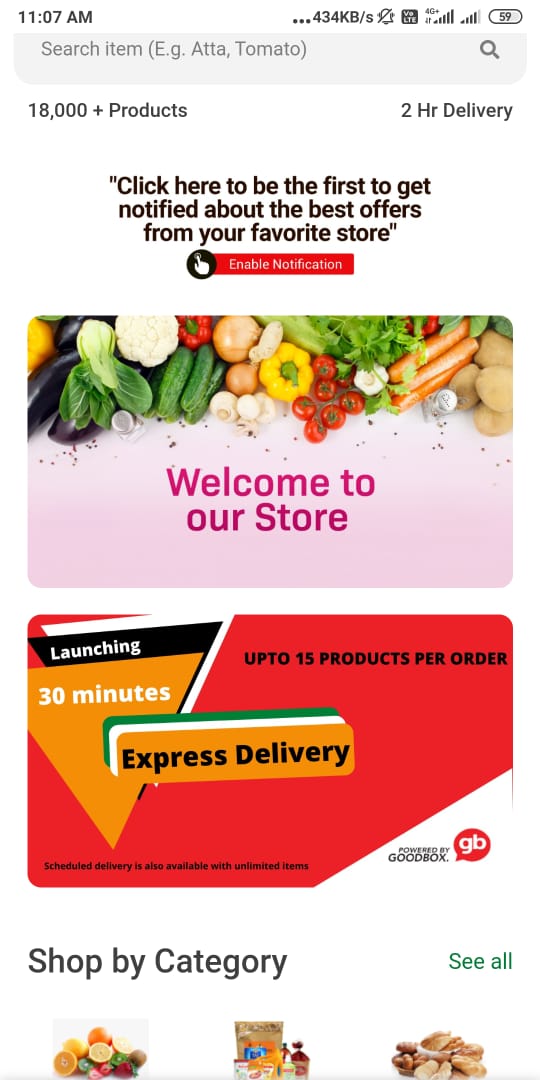 11:07 AM
...434KB/s Vo LTE 4G+ 59
Search item (E.g. Atta, Tomato)
18,000 + Products
2 Hr Delivery
"Click here to be the first to get
notified about the best offers
from your favorite store"
Enable Notification
Welcome to
our Store
Launching
30 minutes
UPTO 15 PRODUCTS PER ORDER
Express Delivery
Scheduled delivery is also available with unlimited items
POWERED BY
GOODBOX.
gb
Shop by Category
See all